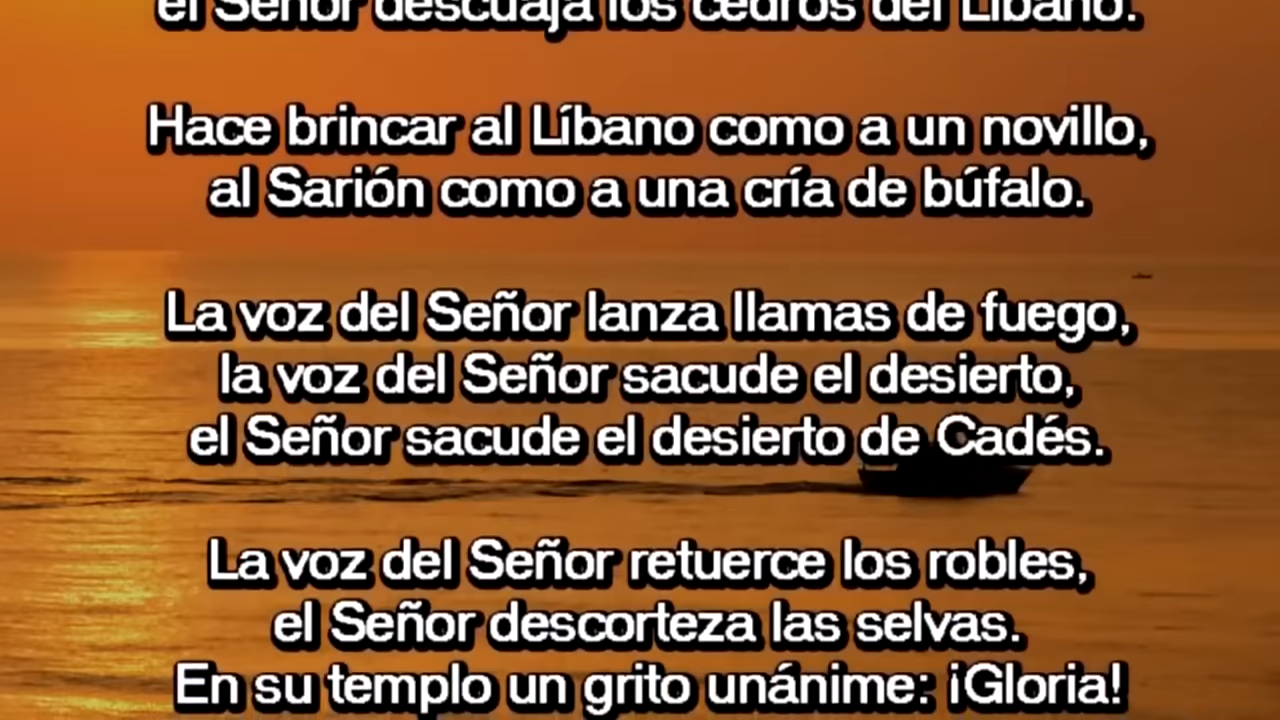 el Señor descuaja los cedros del Líbano.
Hace brincar al Líbano como a un novillo,
al Sarión como a una cría de búfalo.
La voz del Señor lanza llamas de fuego,
la voz del Señor sacude el desierto,
el Señor sacude el desierto de Cadés.
La voz del Señor retuerce los robles,
el Señor descorteza las selvas.
En su templo un grito unánime: ¡Gloria!